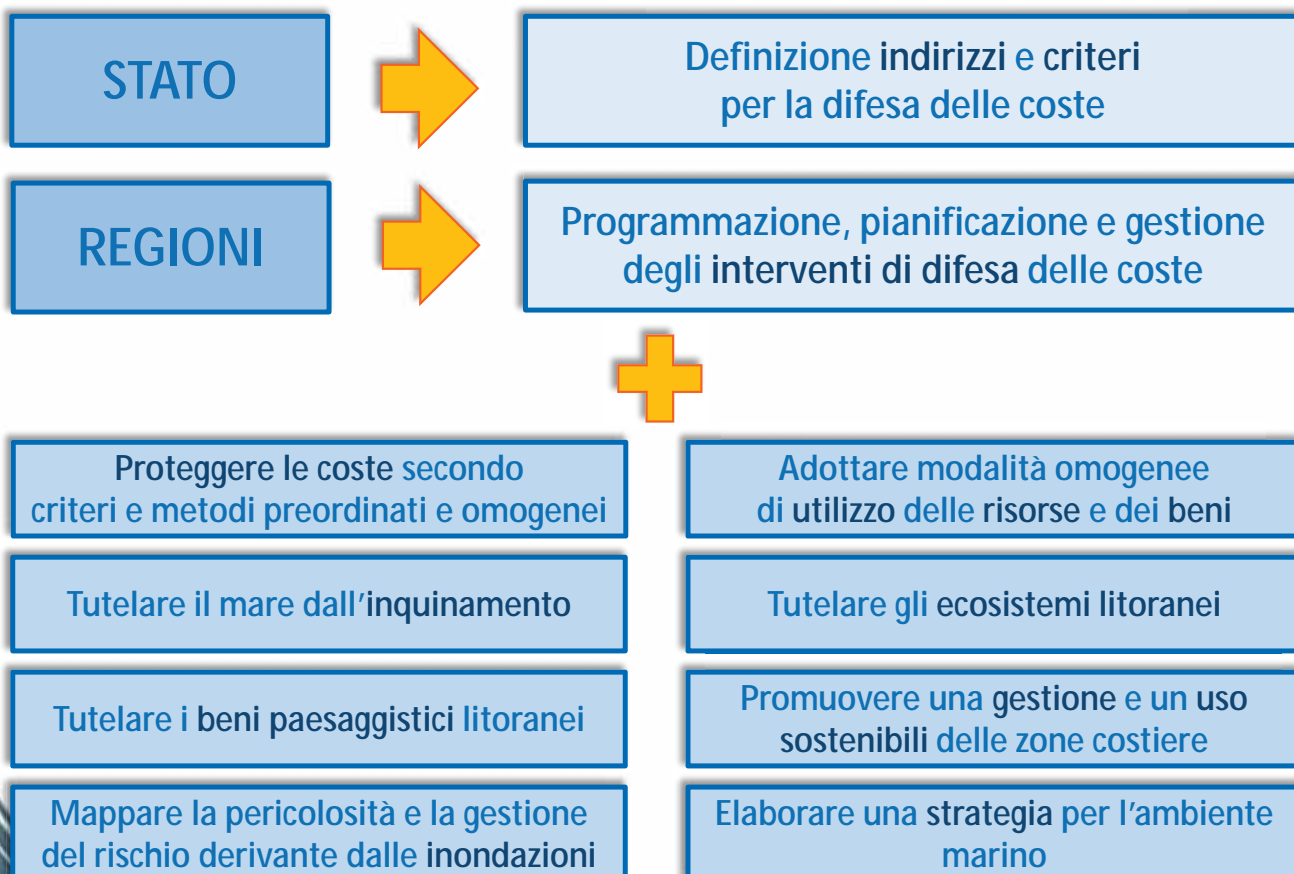 STATO
Definizione indirizzi e criteri
per la difesa delle coste
REGIONI
Programmazione, pianificazione e gestione
degli interventi di difesa delle coste
Proteggere le coste secondo
criteri e metodi preordinati e omogenei
Adottare modalità omogenee
di utilizzo delle risorse e dei beni
Tutelare il mare dall'inquinamento
Tutelare gli ecosistemi litoranei
Tutelare i beni paesaggistici litoranei
Promuovere una gestione e un uso
sostenibili delle zone costiere
Mappare la pericolosità e la gestione
del rischio derivante dalle inondazioni
Elaborare una strategia per l'ambiente
marino